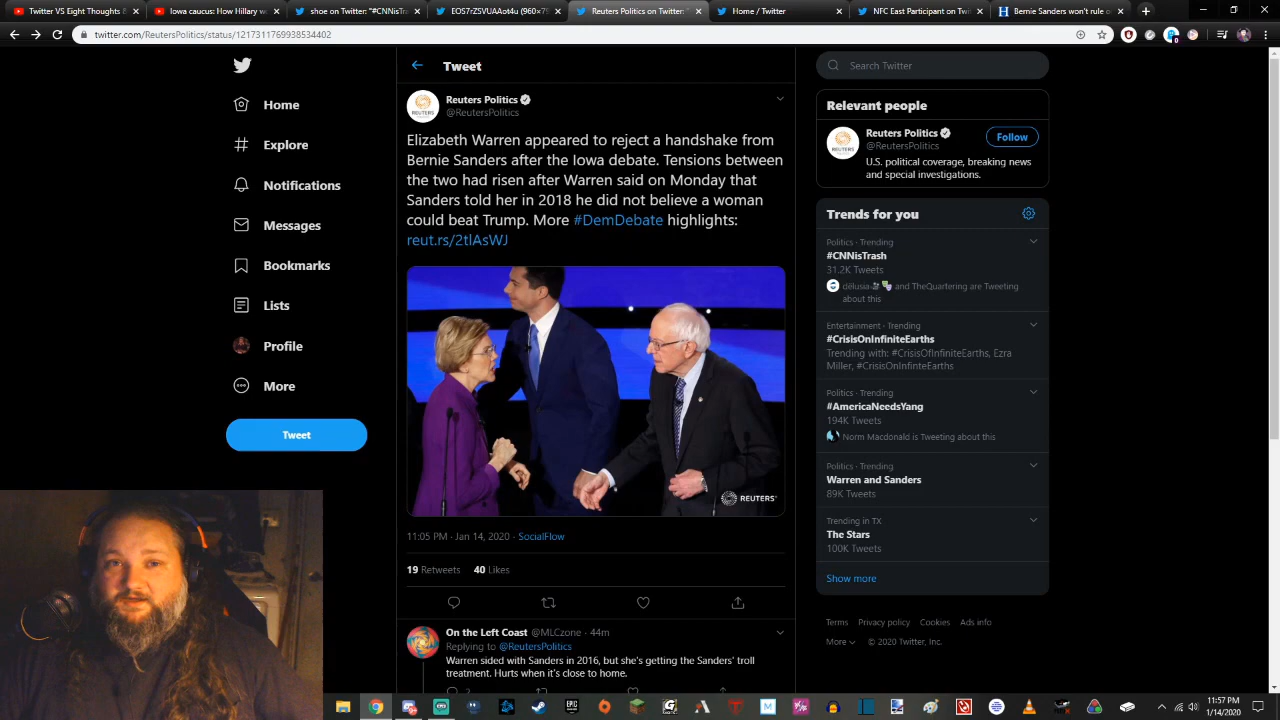 Twitter VS Eight Thoughts B
Iowa caucus: How Hillary w
shoe on Twitter: "#CNNisTra
EOS7rZSVUAAot4u (960×7
Reuters Politics on Twitter: "
Home / Twitter
NFC East Participant on Twit
Bernie Sanders won't rule o
twitter.com/ReutersPolitics/status/1217311769938534402
Home
Explore
Notifications
Messages
Bookmarks
Lists
Profile
More
Tweet
Tweet
Reuters Politics
@ReutersPolitics
Elizabeth Warren appeared to reject a handshake from
Bernie Sanders after the Iowa debate. Tensions between
the two had risen after Warren said on Monday that
Sanders told her in 2018 he did not believe a woman
could beat Trump. More #DemDebate highlights:
reut.rs/2tlAsWJ
REUTERS
11:05 PM · Jan 14, 2020 · SocialFlow
19 Retweets 40 Likes
On the Left Coast @MLCzone · 44m
Replying to @ReutersPolitics
Warren sided with Sanders in 2016, but she's getting the Sanders' troll
treatment. Hurts when it's close to home.
2
Search Twitter
Relevant people
Reuters Politics
@ReutersPolitics
Follow
U.S. political coverage, breaking news
and special investigations.
Trends for you
Politics · Trending
#CNNisTrash
31.2K Tweets
and TheQuartering are Tweeting
about this
Entertainment · Trending
#CrisisOnInfiniteEarths
Trending with: #CrisisOfInfiniteEarths, Ezra
Miller, #CrisisOnInfinteEarths
Politics · Trending
#AmericaNeedsYang
194K Tweets
Norm Macdonald is Tweeting about this
Politics · Trending
Warren and Sanders
89K Tweets
Trending in TX
The Stars
100K Tweets
Show more
Terms Privacy policy Cookies Ads info
More © 2020 Twitter, Inc.
11:57 PM
1/14/2020